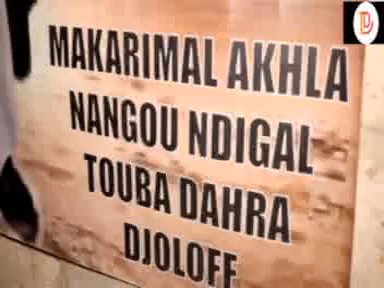 MAKARIMAL AKHLA
NANGOU NDIGAL
TOUBA DAHRA
DJOLOFF